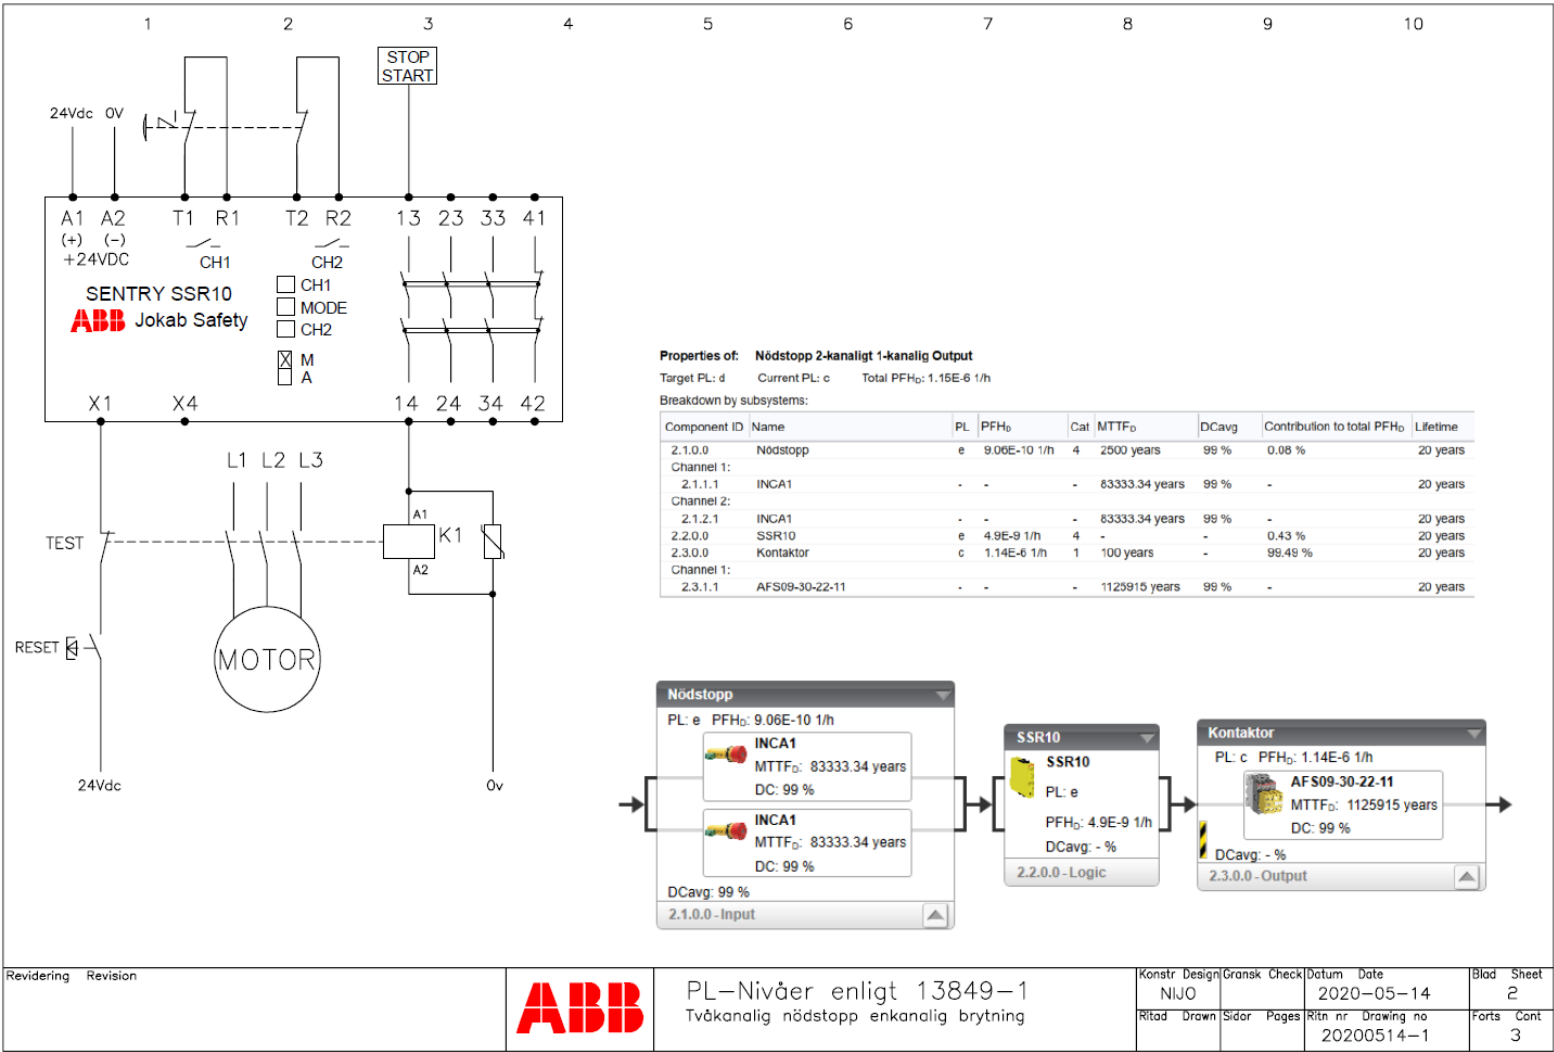 1 2 3 4 5 6 7 8 9 10
STOP
START
24Vdc 0V
A1 A2 T1 R1 T2 R2 13 23 33 41
(+) (-)
+24VDC CH1 CH2
SENTRY SSR10
ABB Jokab Safety
CH1
MODE
CH2
X M
A
X1 X4 14 24 34 42
L1 L2 L3
A1
TEST K1
A2
RESET
MOTOR
24Vdc 0v
Properties of: Nödstopp 2-kanaligt 1-kanalig Output
Target PL: d Current PL: c Total PFHD: 1.15E-6 1/h
Breakdown by subsystems:
Component ID Name PL PFHD Cat MTTFD DCavg Contribution to total PFHD Lifetime
2.1.0.0 Nödstopp e 9.06E-10 1/h 4 2500 years 99 % 0.08 % 20 years
Channel 1:
2.1.1.1 INCA1 - - - 83333.34 years 99 % - 20 years
Channel 2:
2.1.2.1 INCA1 - - - 83333.34 years 99 % - 20 years
2.2.0.0 SSR10 e 4.9E-9 1/h 4 - - 0.43 % 20 years
2.3.0.0 Kontaktor c 1.14E-6 1/h 1 100 years - 99.49 % 20 years
Channel 1:
2.3.1.1 AFS09-30-22-11 - - - 1125915 years 99 % - 20 years
Nödstopp
PL: e PFHD: 9.06E-10 1/h
INCA1
MTTFD: 83333.34 years
DC: 99 %
INCA1
MTTFD: 83333.34 years
DC: 99 %
DCavg: 99 %
2.1.0.0 - Input
SSR10
SSR10
PL: e
PFHD: 4.9E-9 1/h
DCavg: - %
2.2.0.0 - Logic
Kontaktor
PL: c PFHD: 1.14E-6 1/h
AFS09-30-22-11
MTTFD: 1125915 years
DC: 99 %
DCavg: - %
2.3.0.0 - Output
Revidering Revision
ABB
PL-Nivåer enligt 13849-1
Tvåkanalig nödstopp enkanalig brytning
Konstr Design Gransk Check Datum Date Blad Sheet
NIJO 2020-05-14 2
Ritad Drawn Sidor Pages Ritn nr Drawing no Forts Cont
20200514-1 3